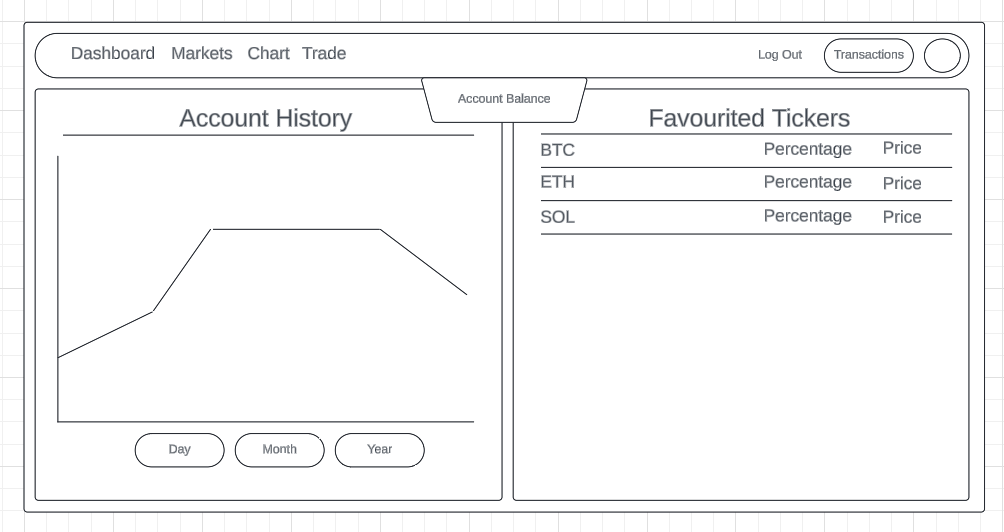 Dashboard Markets Chart Trade Log Out Transactions
Account Balance
Account History
Day Month Year
Favourited Tickers
BTC Percentage Price
ETH Percentage Price
SOL Percentage Price